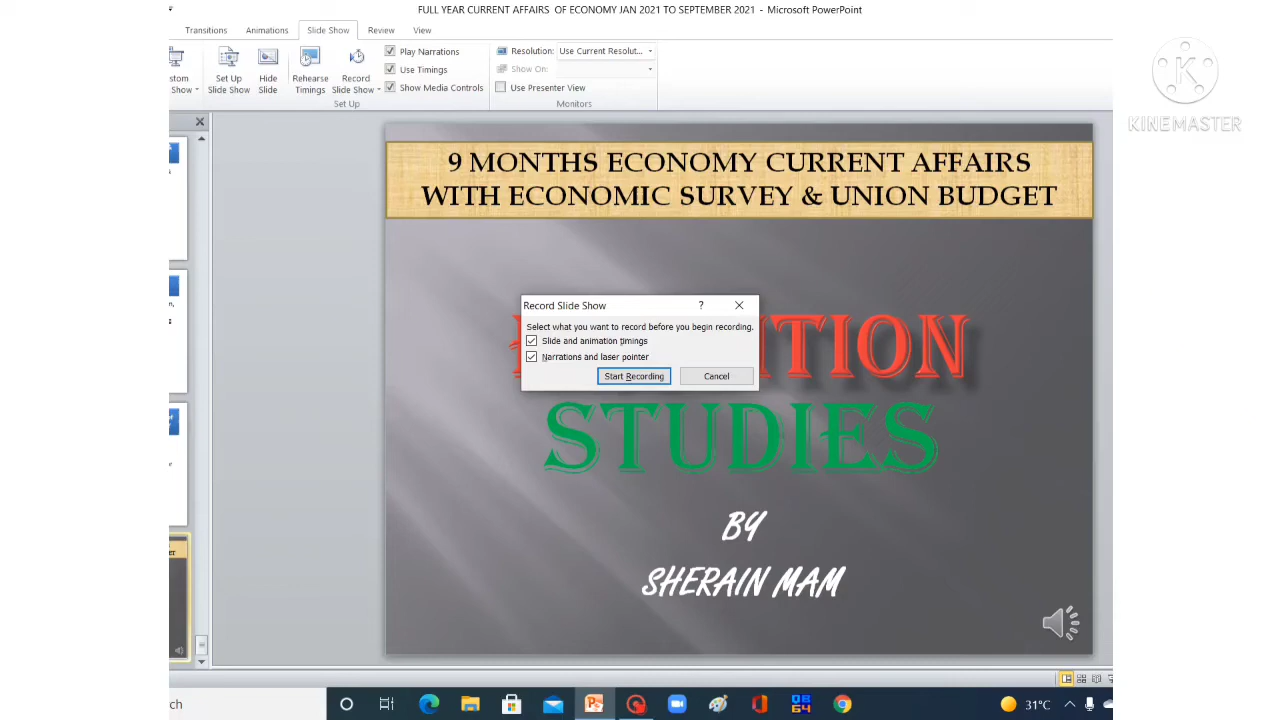 FULL YEAR CURRENT AFFAIRS OF ECONOMY JAN 2021 TO SEPTEMBER 2021 - Microsoft PowerPoint
Transitions Animations Slide Show Review View
Play Narrations
Use Timings
Show Media Controls
Set Up
Slide Show
Hide
Slide
Rehearse
Timings
Record
Slide Show
Show
Set Up
Resolution: Use Current Resolut...
Show On:
Use Presenter View
Monitors
K
KINEMASTER
9 MONTHS ECONOMY CURRENT AFFAIRS
WITH ECONOMIC SURVEY & UNION BUDGET
Record Slide Show ?
Select what you want to record before you begin recording.
Slide and animation timings
Narrations and laser pointer
Start Recording Cancel
STUDIES
BY
SHERAIN MAM
31°C